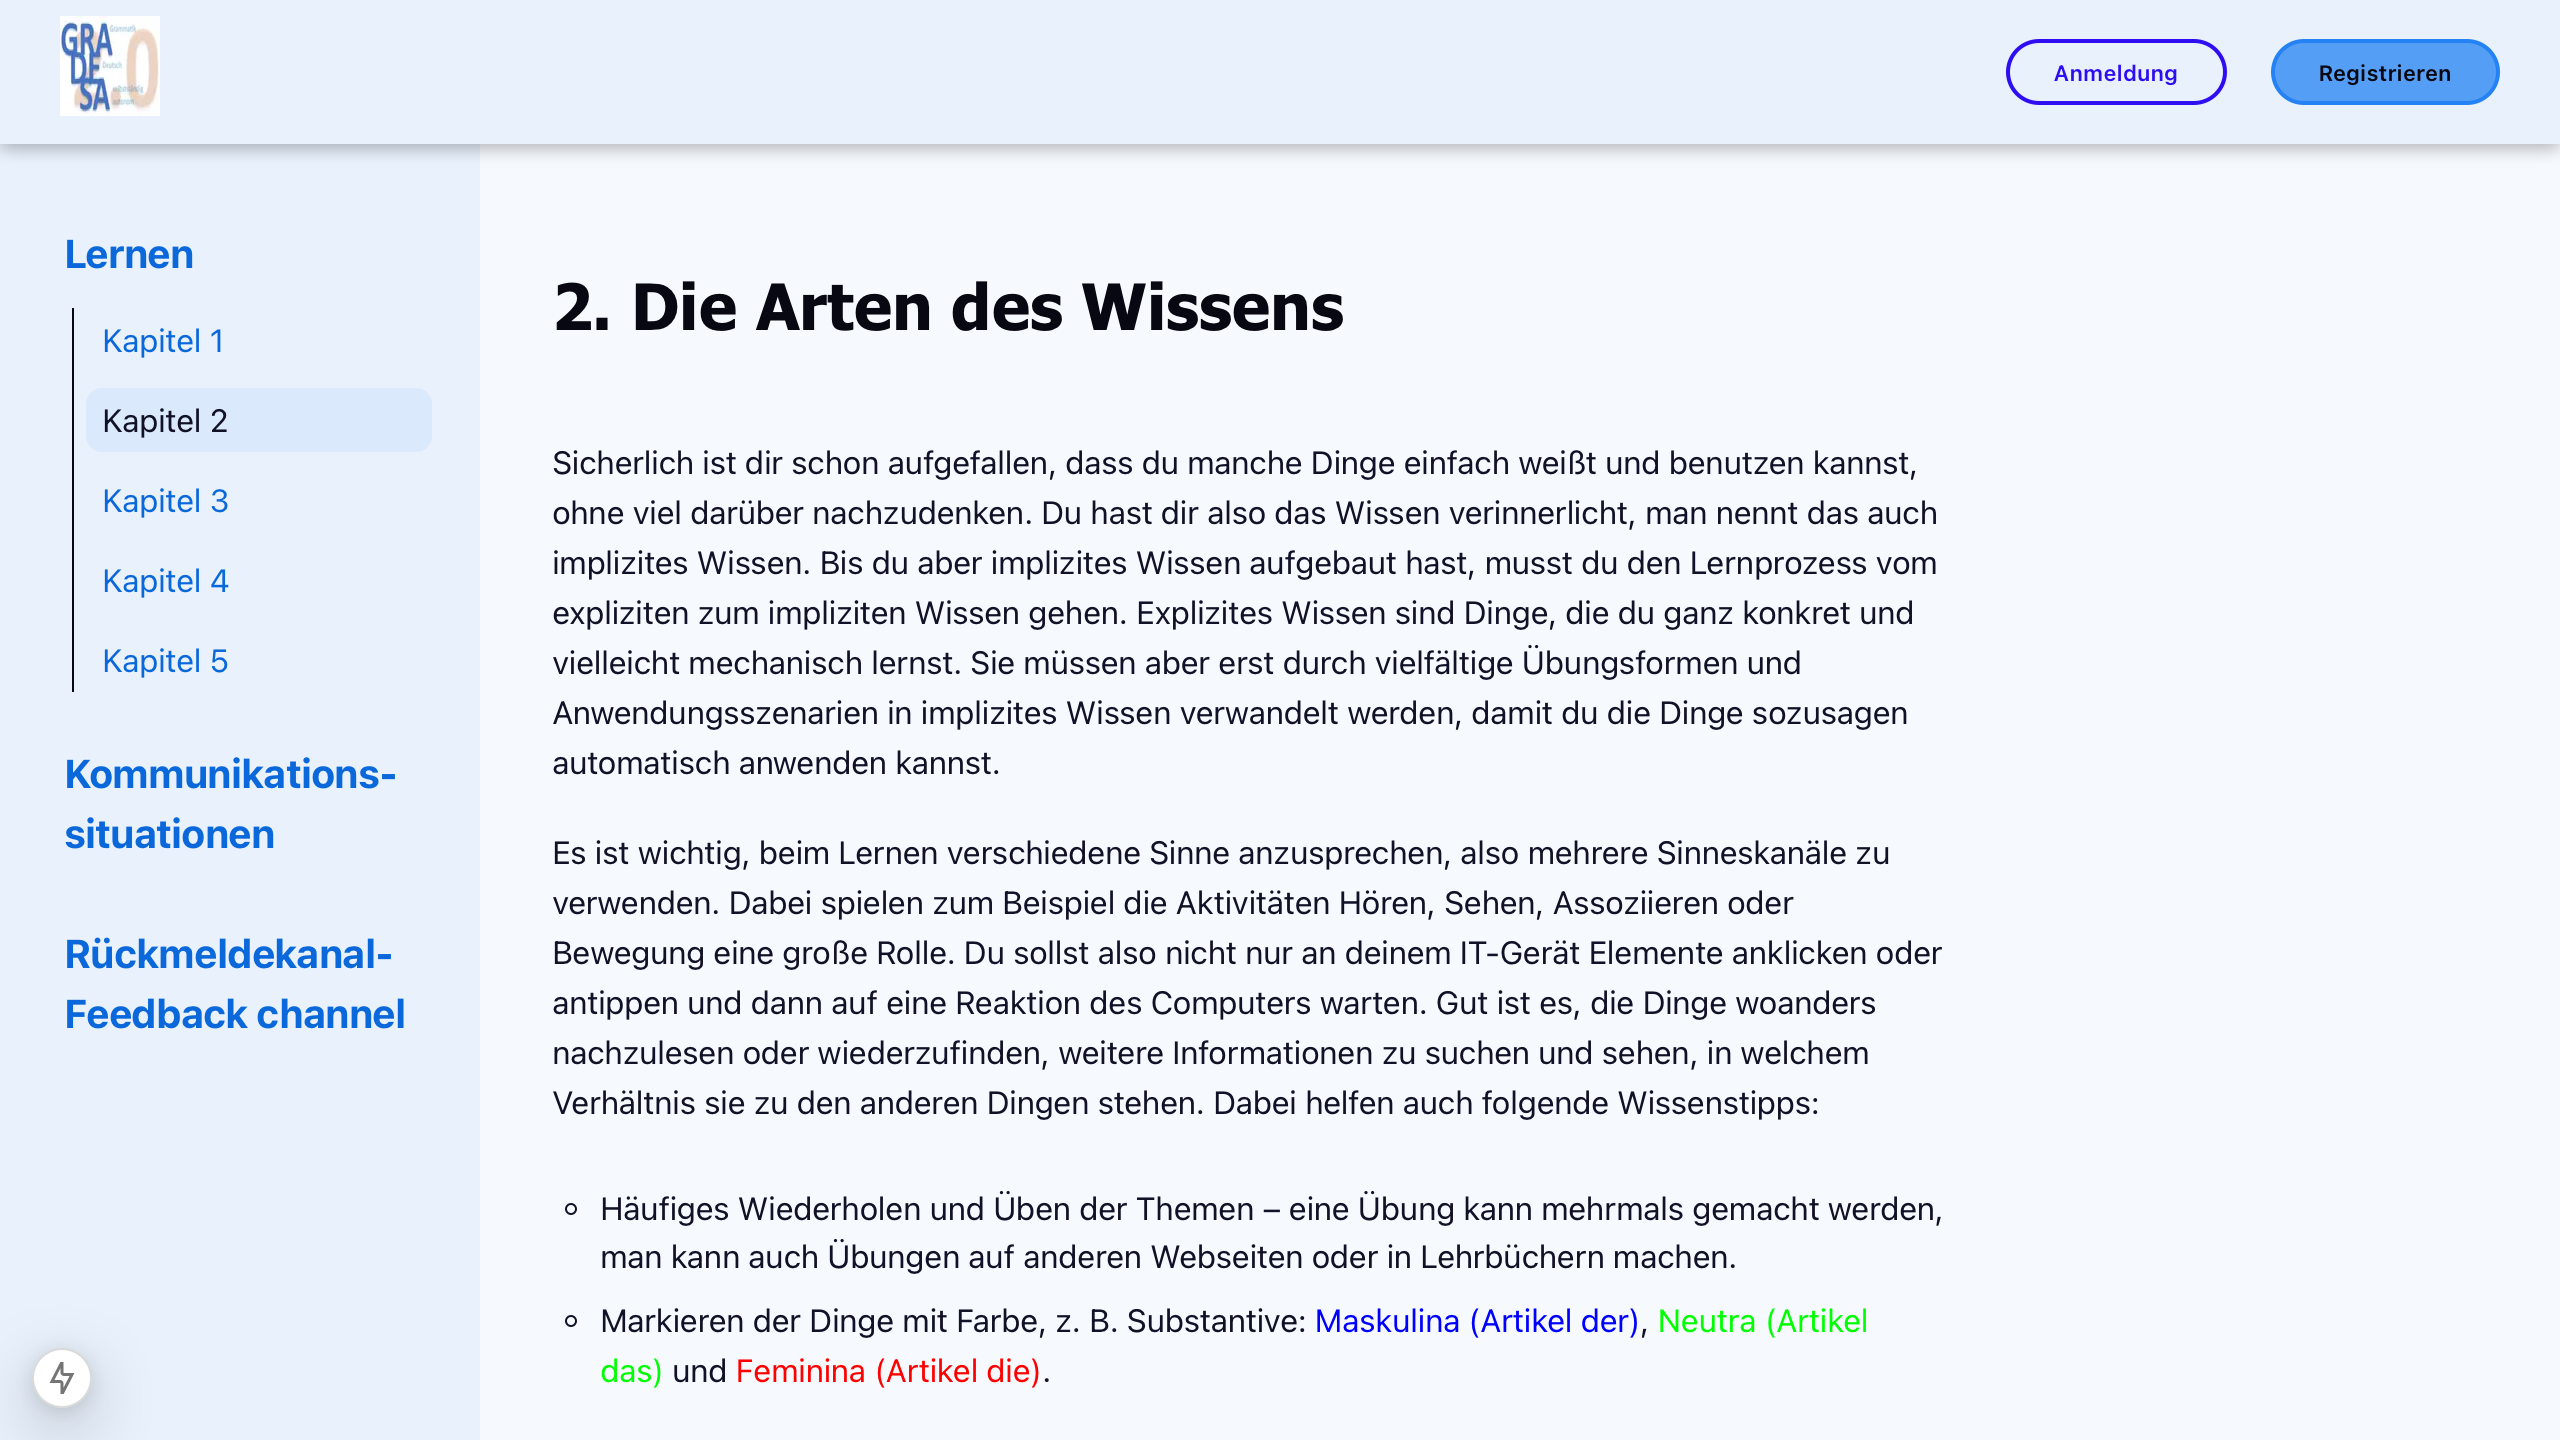 GRA
DE
SA
Grammatik
Deutsch
2.0
Anmeldung
Registrieren
Lernen
Kapitel 1
Kapitel 2
Kapitel 3
Kapitel 4
Kapitel 5
Kommunikations-
situationen
Rückmeldekanal-
Feedback channel
2. Die Arten des Wissens
Sicherlich ist dir schon aufgefallen, dass du manche Dinge einfach weißt und benutzen kannst,
ohne viel darüber nachzudenken. Du hast dir also das Wissen verinnerlicht, man nennt das auch
implizites Wissen. Bis du aber implizites Wissen aufgebaut hast, musst du den Lernprozess vom
expliziten zum impliziten Wissen gehen. Explizites Wissen sind Dinge, die du ganz konkret und
vielleicht mechanisch lernst. Sie müssen aber erst durch vielfältige Übungsformen und
Anwendungsszenarien in implizites Wissen verwandelt werden, damit du die Dinge sozusagen
automatisch anwenden kannst.
Es ist wichtig, beim Lernen verschiedene Sinne anzusprechen, also mehrere Sinneskanäle zu
verwenden. Dabei spielen zum Beispiel die Aktivitäten Hören, Sehen, Assoziieren oder
Bewegung eine große Rolle. Du sollst also nicht nur an deinem IT-Gerät Elemente anklicken oder
antippen und dann auf eine Reaktion des Computers warten. Gut ist es, die Dinge woanders
nachzulesen oder wiederzufinden, weitere Informationen zu suchen und sehen, in welchem
Verhältnis sie zu den anderen Dingen stehen. Dabei helfen auch folgende Wissenstipps:
Häufiges Wiederholen und Üben der Themen – eine Übung kann mehrmals gemacht werden,
man kann auch Übungen auf anderen Webseiten oder in Lehrbüchern machen.
Markieren der Dinge mit Farbe, z. B. Substantive: Maskulina (Artikel der), Neutra (Artikel
das) und Feminina (Artikel die).